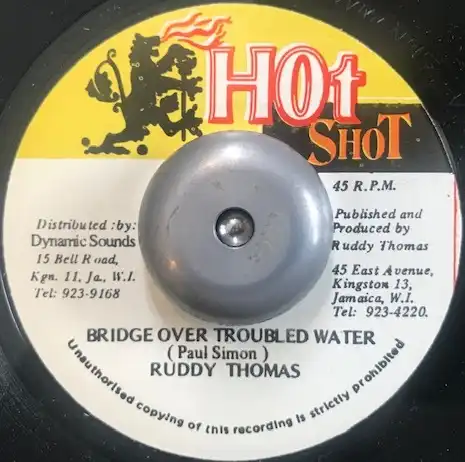 HOt
SHOT
45 R.P.M.
Distributed :by:
Dynamic Sounds
15 Bell Road,
Kgn. 11, Ja., W.I.
Tel: 923-9168
Published and
Produced by
Ruddy Thomas
45 East Avenue,
Kingston 13,
Jamaica, W.I.
Tel: 923-4220.
BRIDGE OVER TROUBLED WATER
( Paul Simon )
RUDDY THOMAS
Unauthorised copying of this recording is strictly prohibited